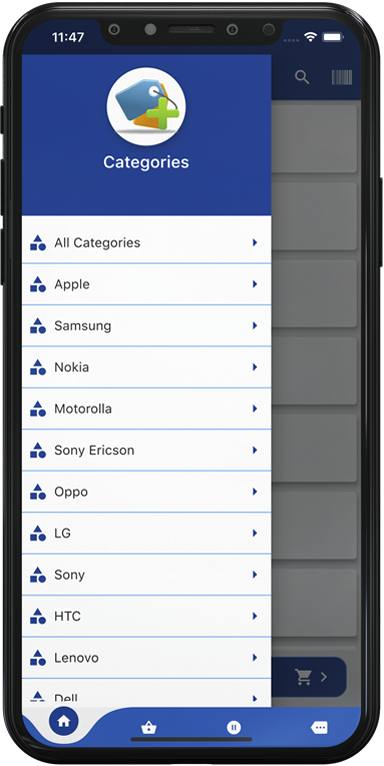 11:47
Categories
All Categories
Apple
Samsung
Nokia
Motorolla
Sony Ericson
Oppo
LG
Sony
HTC
Lenovo
Dell